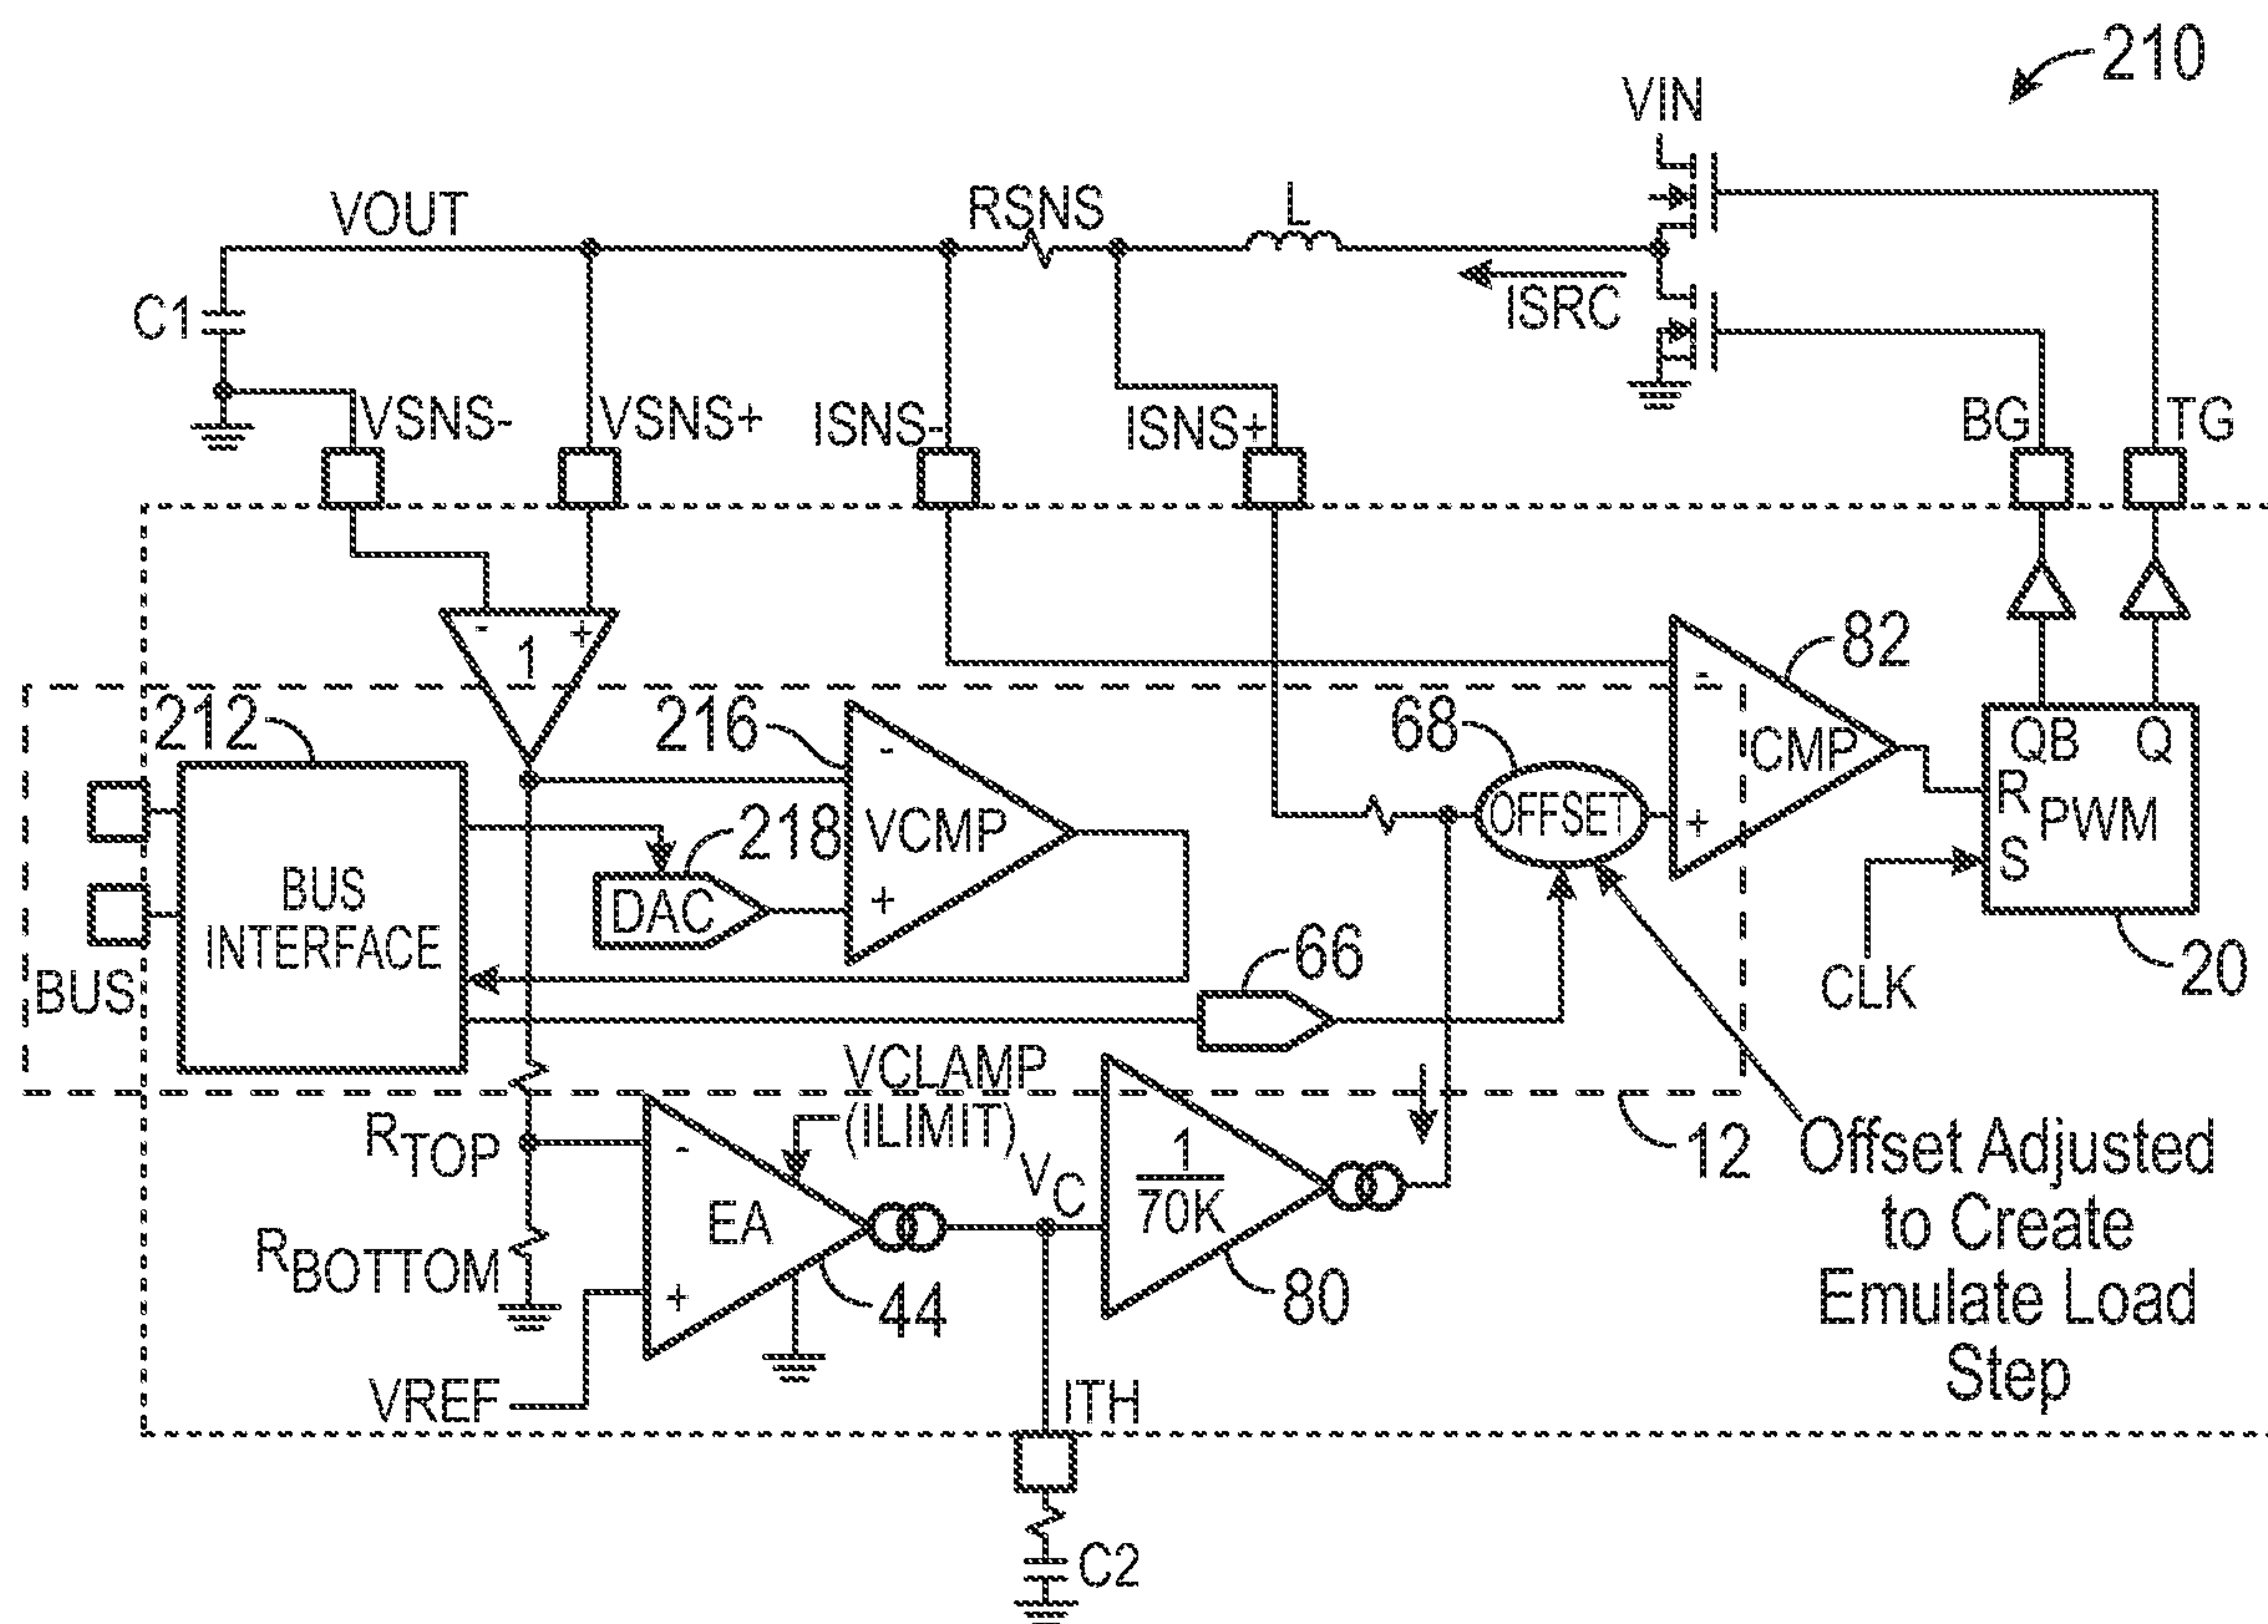 210
VIN
VOUT
RSNS
L
ISRC
C1
VSNS-
VSNS+
ISNS-
ISNS+
BG
TG
- +
1
82
212
216
-
68
-
QB Q
CMP
218
VCMP
OFFSET
R
PWM
DAC
+
+
S
BUS
INTERFACE
66
20
BUS
CLK
VCLAMP
(ILIMIT)
12
RTOP
-
VC
1
70K
EA
RBOTTOM
+
44
80
Offset Adjusted
to Create
Emulate Load
Step
VREF
ITH
C2